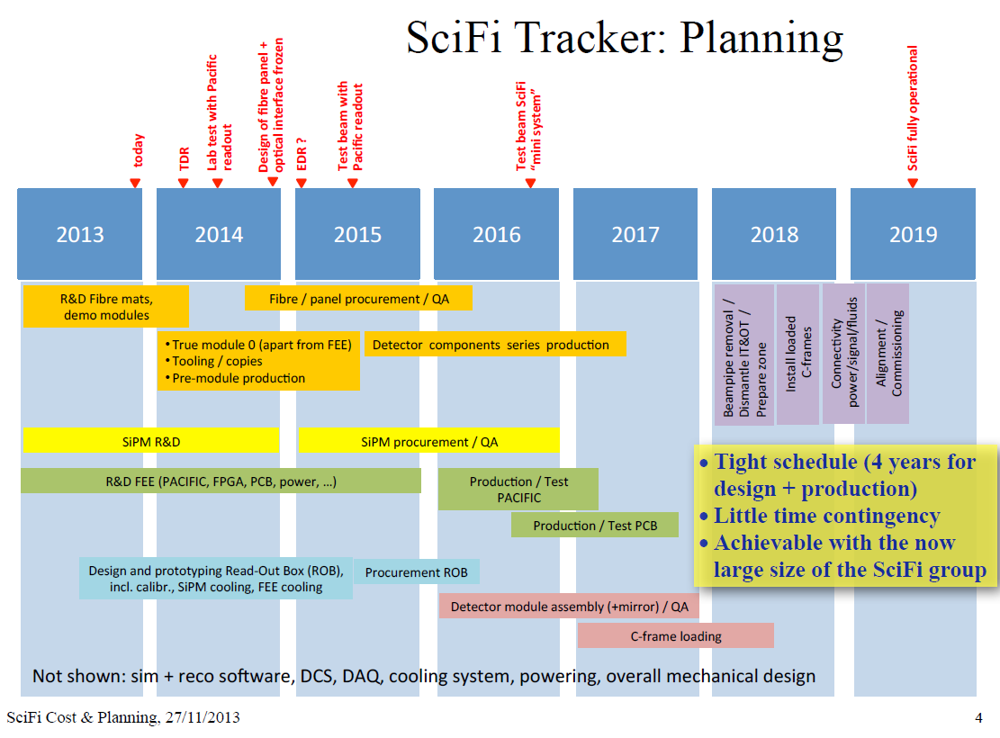 SciFi Tracker: Planning
today
TDR
Lab test with Pacific
readout
Design of fibre panel +
optical interface frozen
EDR ?
Test beam with
Pacific readout
Test beam SciFi
“mini system”
SciFi fully operational
2013
2014
2015
2016
2017
2018
2019
R&D Fibre mats,
demo modules
Fibre / panel procurement / QA
• True module 0 (apart from FEE)
• Tooling / copies
• Pre-module production
Detector components series production
Beampipe removal /
Dismantle IT&OT /
Prepare zone
Install loaded
C-frames
Connectivity
power/signal/fluids
Alignment /
Commissioning
SiPM R&D
SiPM procurement / QA
R&D FEE (PACIFIC, FPGA, PCB, power, …)
Production / Test
PACIFIC
Production / Test PCB
• Tight schedule (4 years for
design + production)
• Little time contingency
• Achievable with the now
large size of the SciFi group
Design and prototyping Read-Out Box (ROB),
incl. calibr., SiPM cooling, FEE cooling
Procurement ROB
Detector module assembly (+mirror) / QA
C-frame loading
Not shown: sim + reco software, DCS, DAQ, cooling system, powering, overall mechanical design
SciFi Cost & Planning, 27/11/2013
4